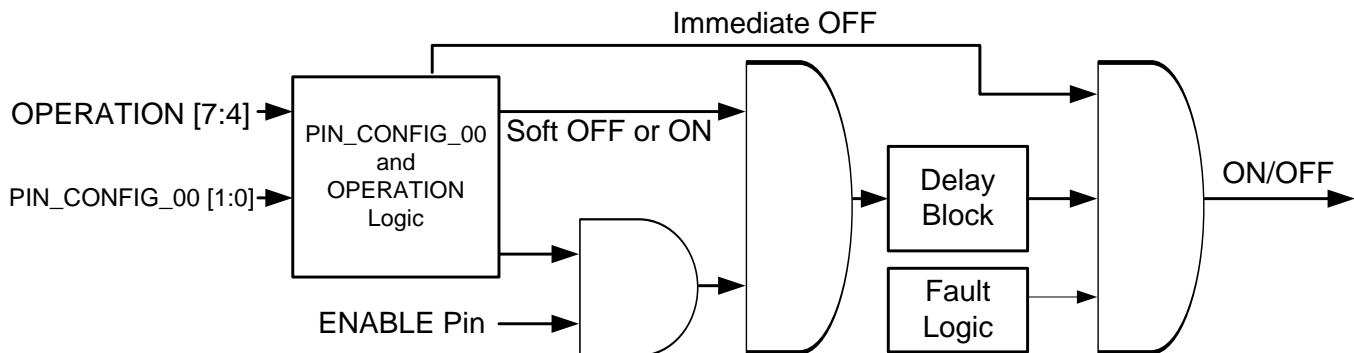 Immediate OFF
OPERATION [7:4]
PIN_CONFIG_00
and
OPERATION
Logic
Soft OFF or ON
PIN_CONFIG_00 [1:0]
Delay
Block
ON/OFF
ENABLE Pin
Fault
Logic